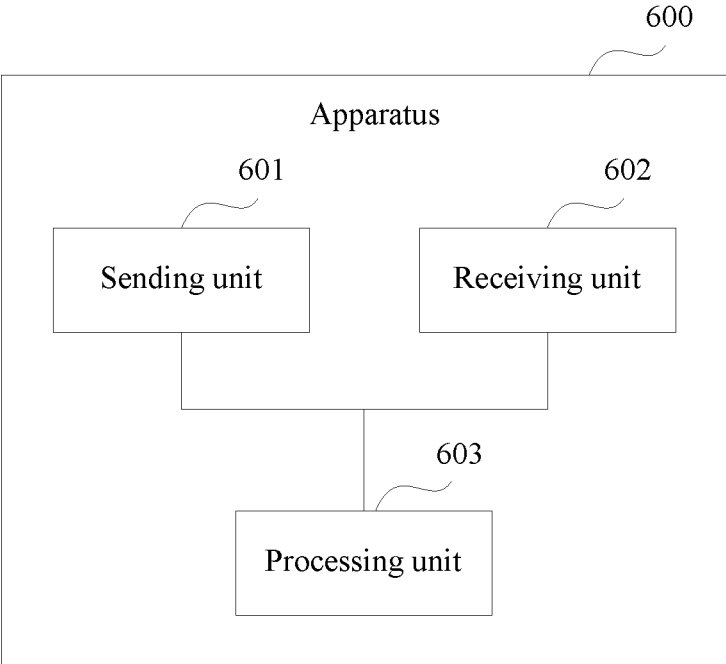 600
Apparatus
601
602
Sending unit
Receiving unit
603
Processing unit